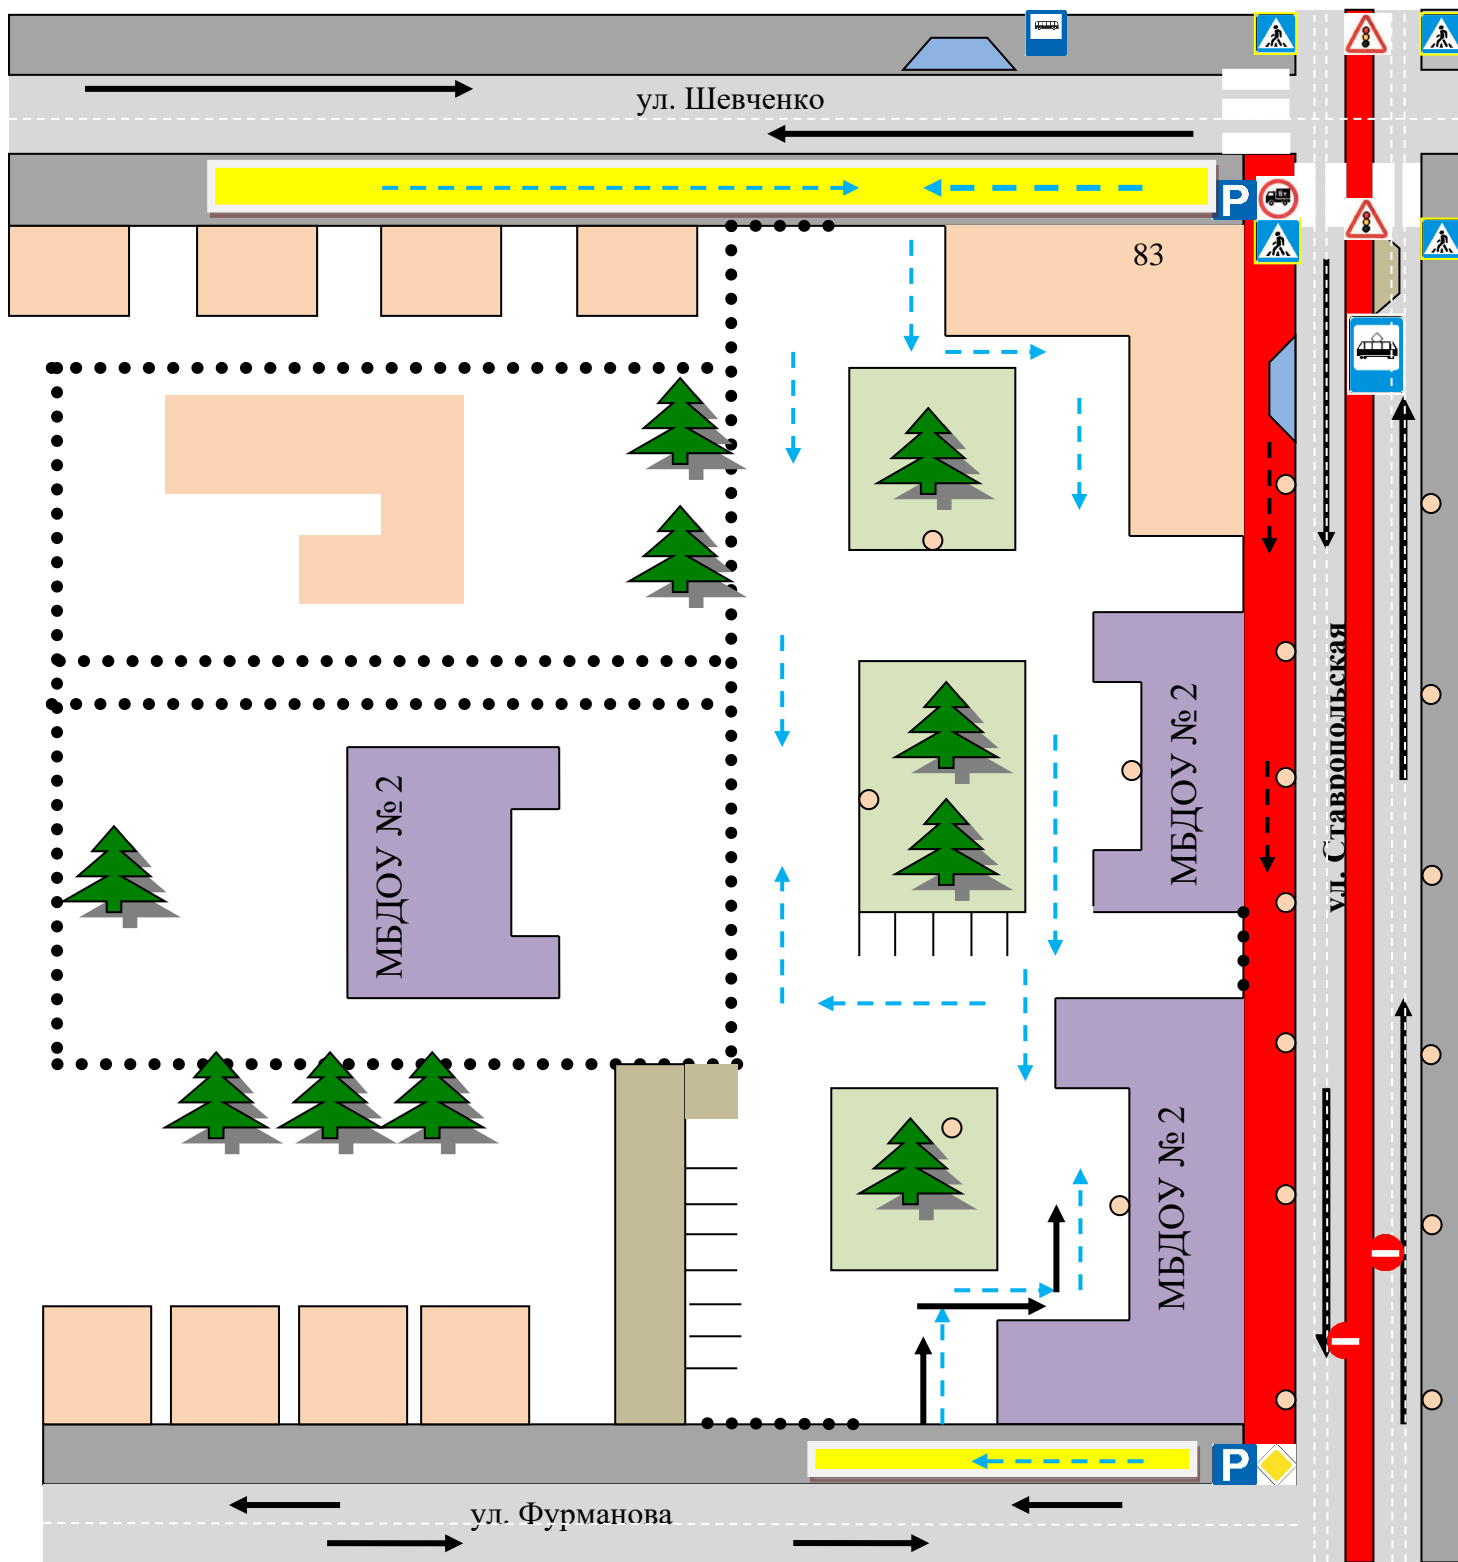 ул. Шевченко
P
83
ул. Ставропольская
МБДОУ № 2
МБДОУ № 2
МБДОУ № 2
P
ул. Фурманова